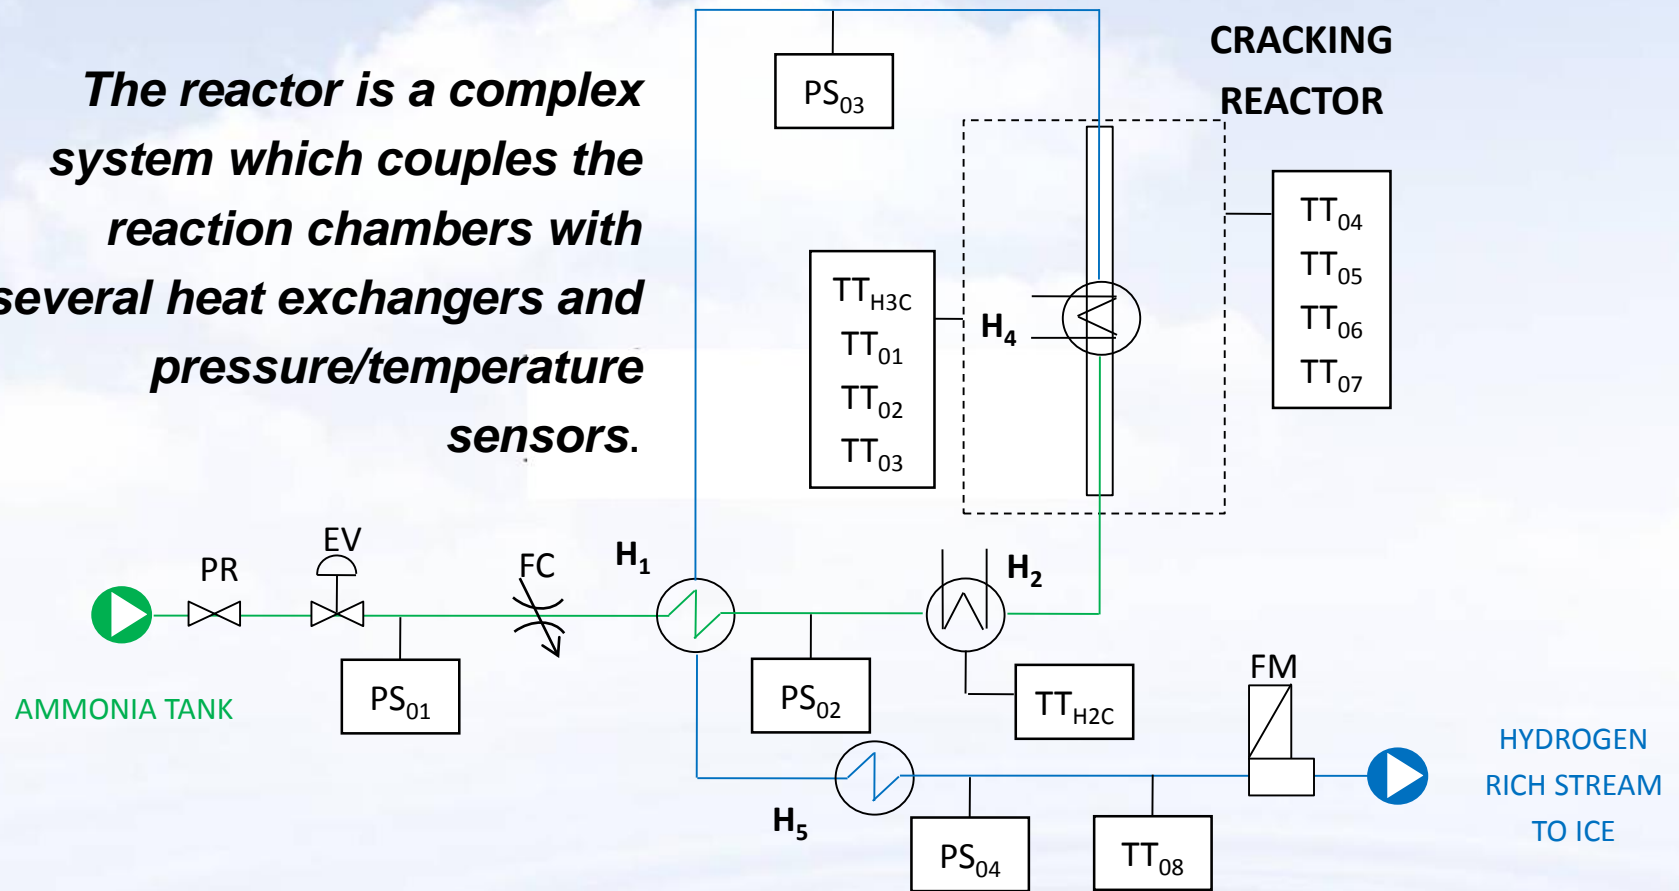 The reactor is a complex
system which couples the
reaction chambers with
several heat exchangers and
pressure/temperature
sensors.
CRACKING
REACTOR
PS03
TTH3C
TT01
TT02
TT03
H4
TT04
TT05
TT06
TT07
PR
EV
FC
H1
H2
AMMONIA TANK
PS01
PS02
TTH2C
FM
H5
PS04
TT08
HYDROGEN
RICH STREAM
TO ICE